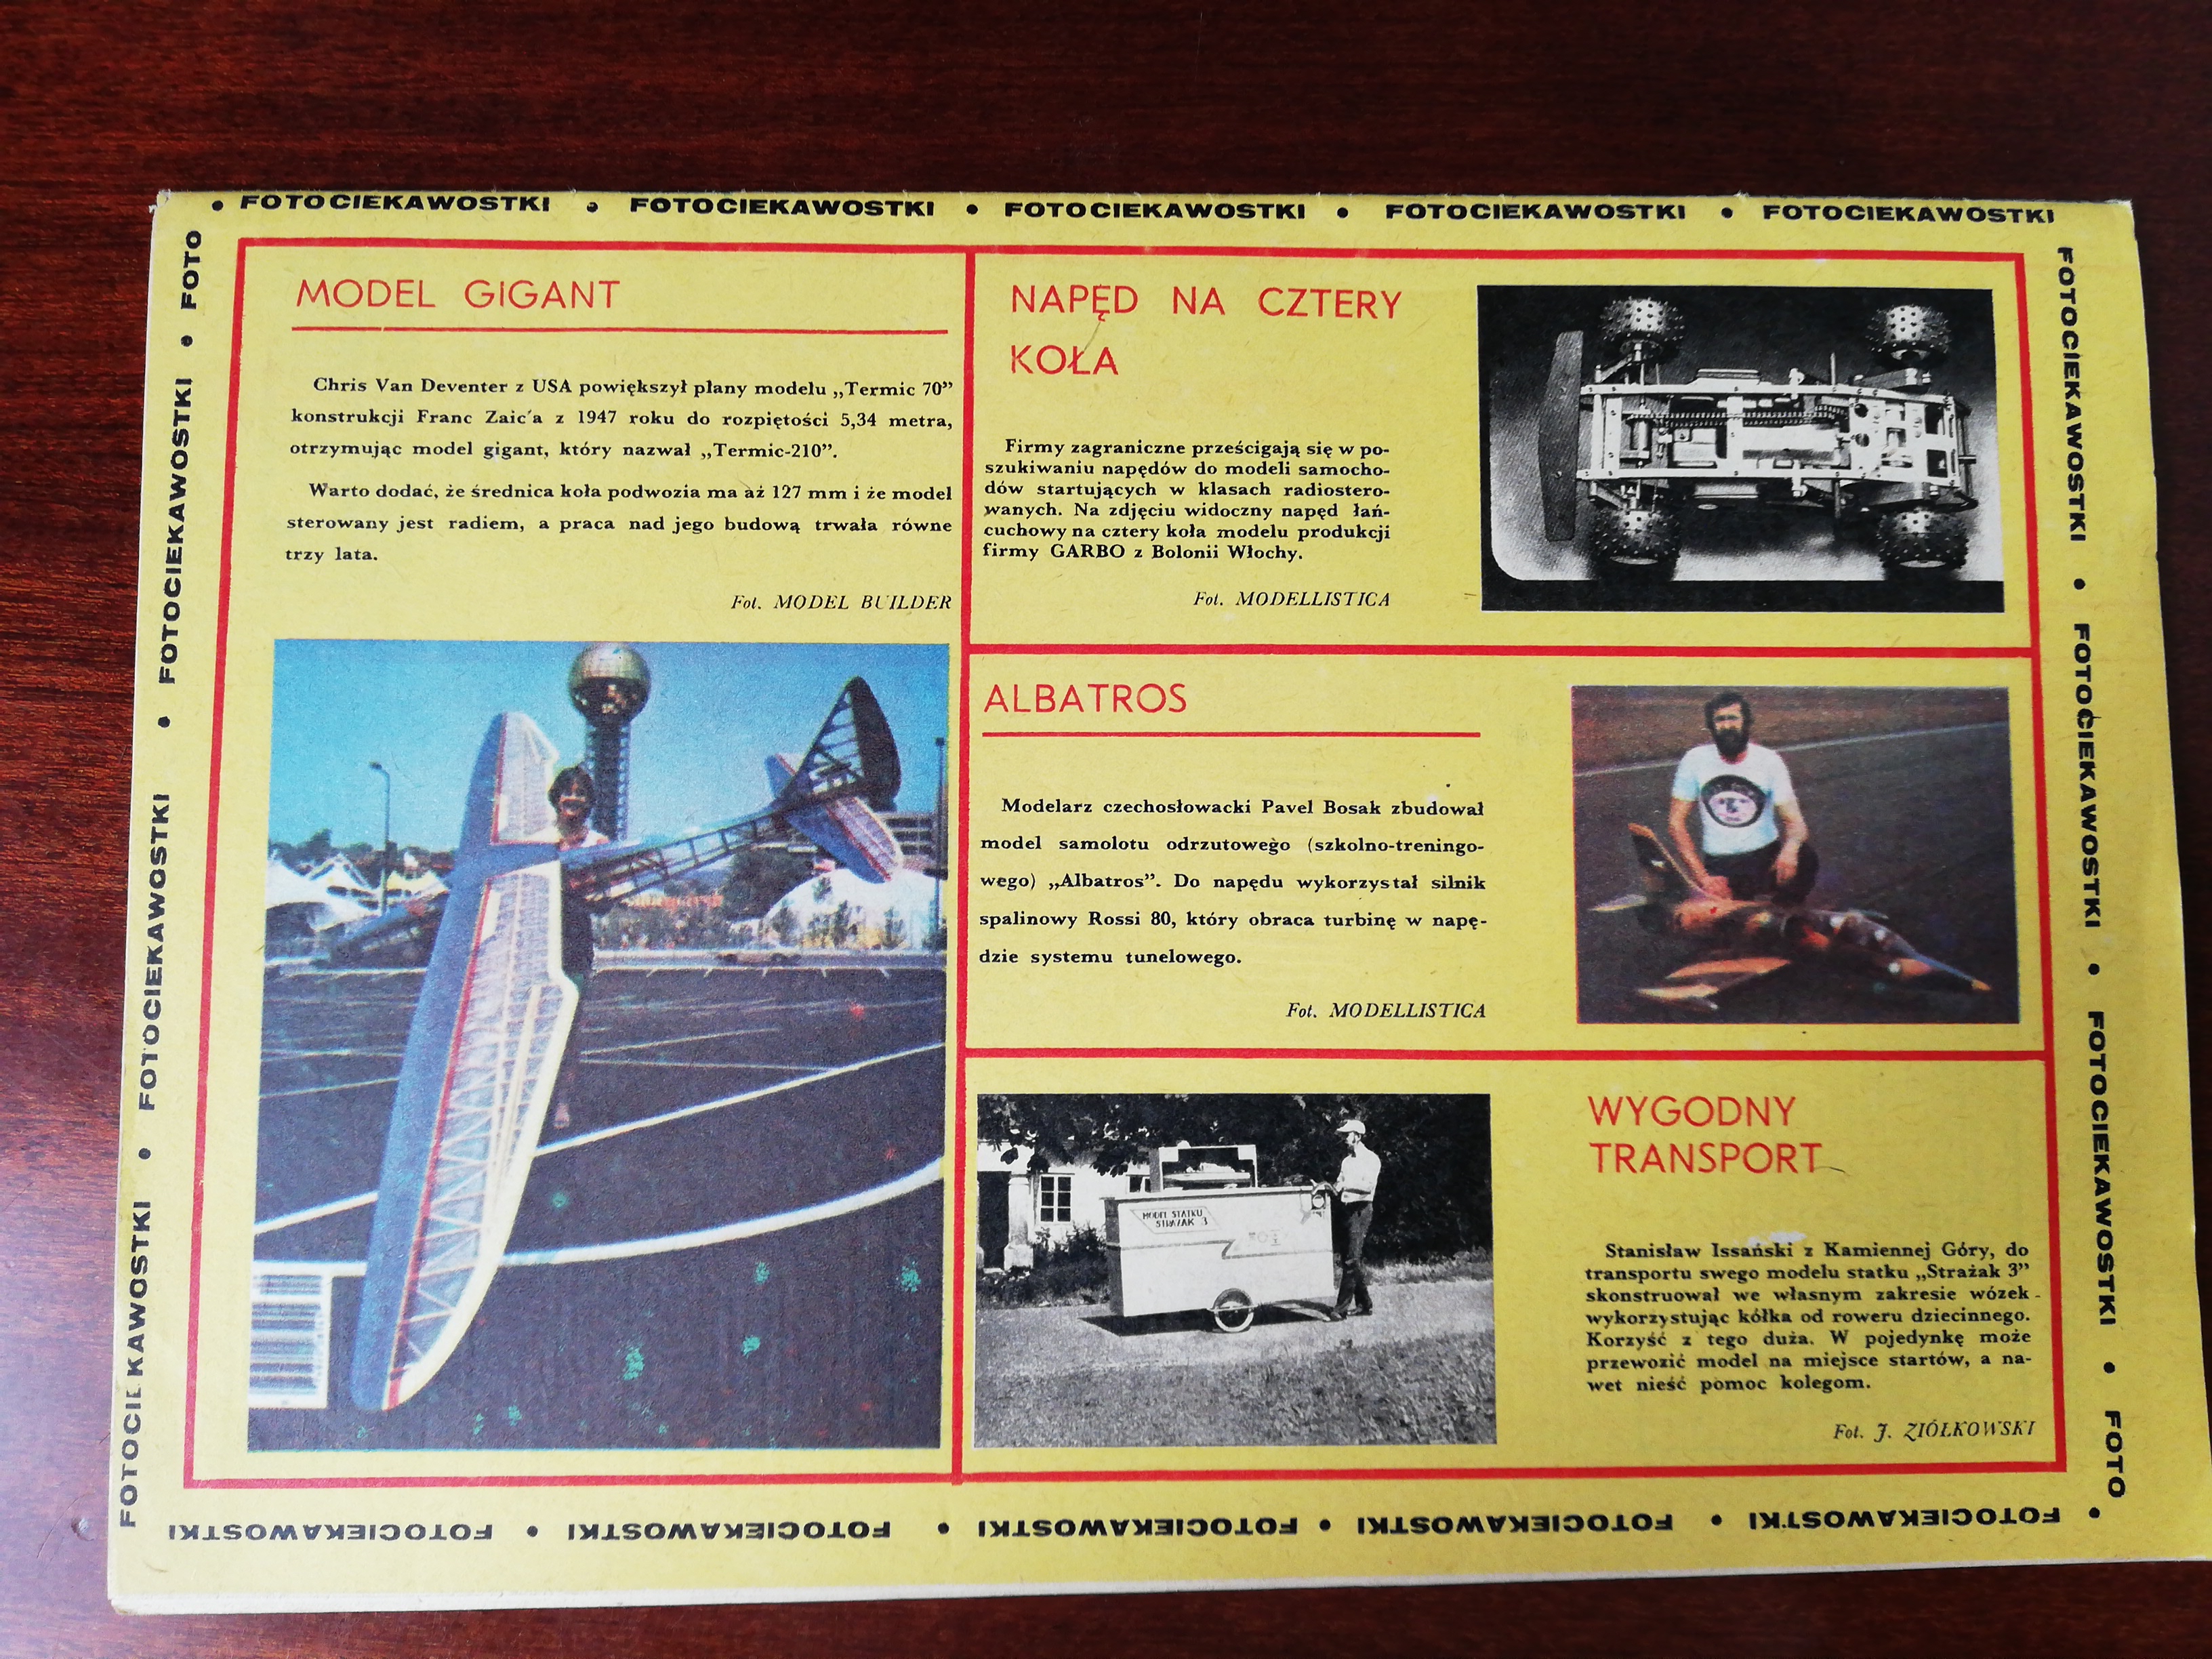 • FOTOCIEKAWOSTKI • FOTOCIEKAWOSTKI • FOTOCIEKAWOSTKI • FOTOCIEKAWOSTKI • FOTOCIEKAWOSTKI
FOTOCIEKAWOSTKI • FOTOCIEKAWOSTKI • FOTOCIEKAWOSTKI • FOTO
MODEL GIGANT
Chris Van Deventer z USA powiększył plany modelu „Termic 70”
konstrukcji Franc Zaic'a z 1947 roku do rozpiętości 5,34 metra,
otrzymując model gigant, który nazwał „Termic-210”.
Warto dodać, że średnica koła podwozia ma aż 127 mm i że model
sterowany jest radiem, a praca nad jego budową trwała równe
trzy lata.
Fot. MODEL BUILDER
NAPĘD NA CZTERY
KOŁA
Firmy zagraniczne prześcigają się w po-
szukiwaniu napędów do modeli samocho-
dów startujących w klasach radiostero-
wanych. Na zdjęciu widoczny napęd łań-
cuchowy na cztery koła modelu produkcji
firmy GARBO z Bolonii Włochy.
Fot. MODELLISTICA
ALBATROS
Modelarz czechosłowacki Pavel Bosak zbudował
model samolotu odrzutowego (szkolno-treningo-
wego) „Albatros”. Do napędu wykorzystał silnik
spalinowy Rossi 80, który obraca turbinę w napę-
dzie systemu tunelowego.
Fot. MODELLISTICA
MODEL STATKU
STRAŻAK 3
WYGODNY
TRANSPORT
Stanisław Issański z Kamiennej Góry, do
transportu swego modelu statku „Strażak 3”
skonstruował we własnym zakresie wózek-
wykorzystując kółka od roweru dziecinnego.
Korzyść z tego duża. W pojedynkę może
przewozić model na miejsce startów, a na-
wet nieść pomoc kolegom.
Fot. J. ZIÓŁKOWSKI
FOTOCIEKAWOSTKI • FOTOCIEKAWOSTKI • FOTOCIEKAWOSTKI • FOTO
• FOTOCIEKAWOSTKI • FOTOCIEKAWOSTKI • FOTOCIEKAWOSTKI • FOTOCIEKAWOSTKI • FOTOCIEKAWOSTKI